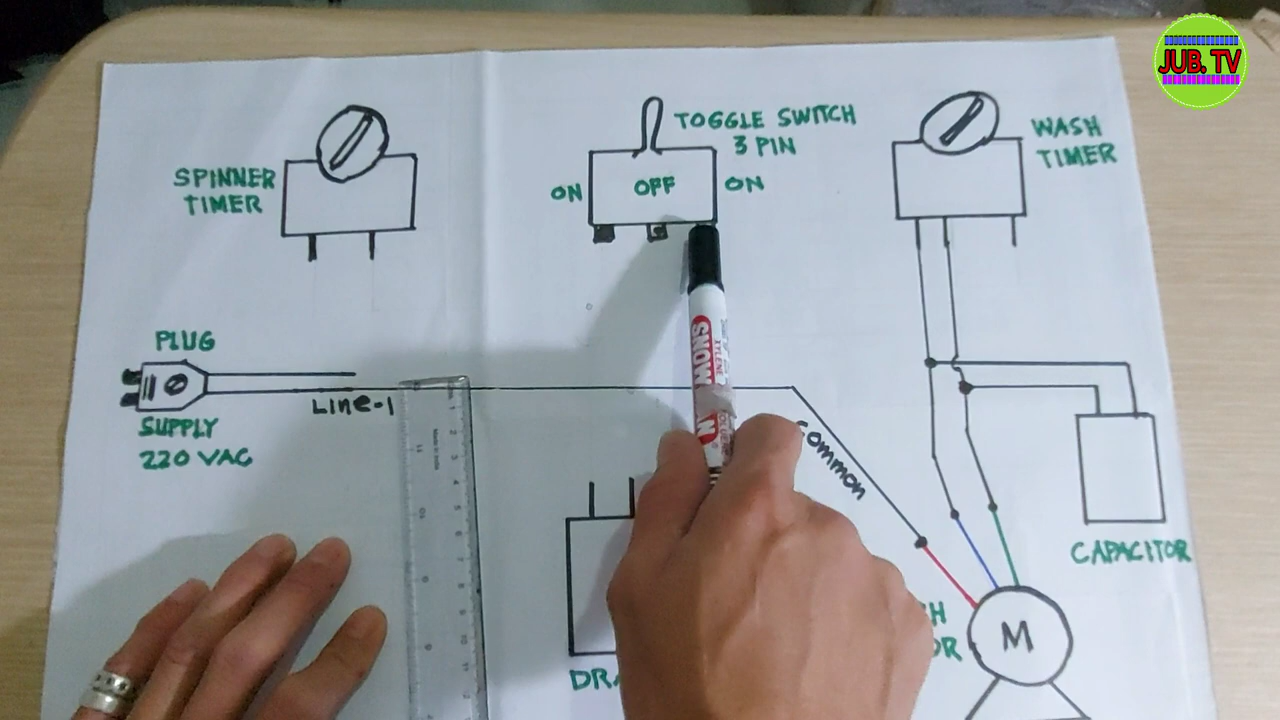 JUB. TV
SPINNER
TIMER
TOGGLE SWITCH
3 PIN
ON
OFF
ON
WASH
TIMER
PLUG
SUPPLY
220 VAC
Line-1
common
SNOWMAN
CAPACITOR
M